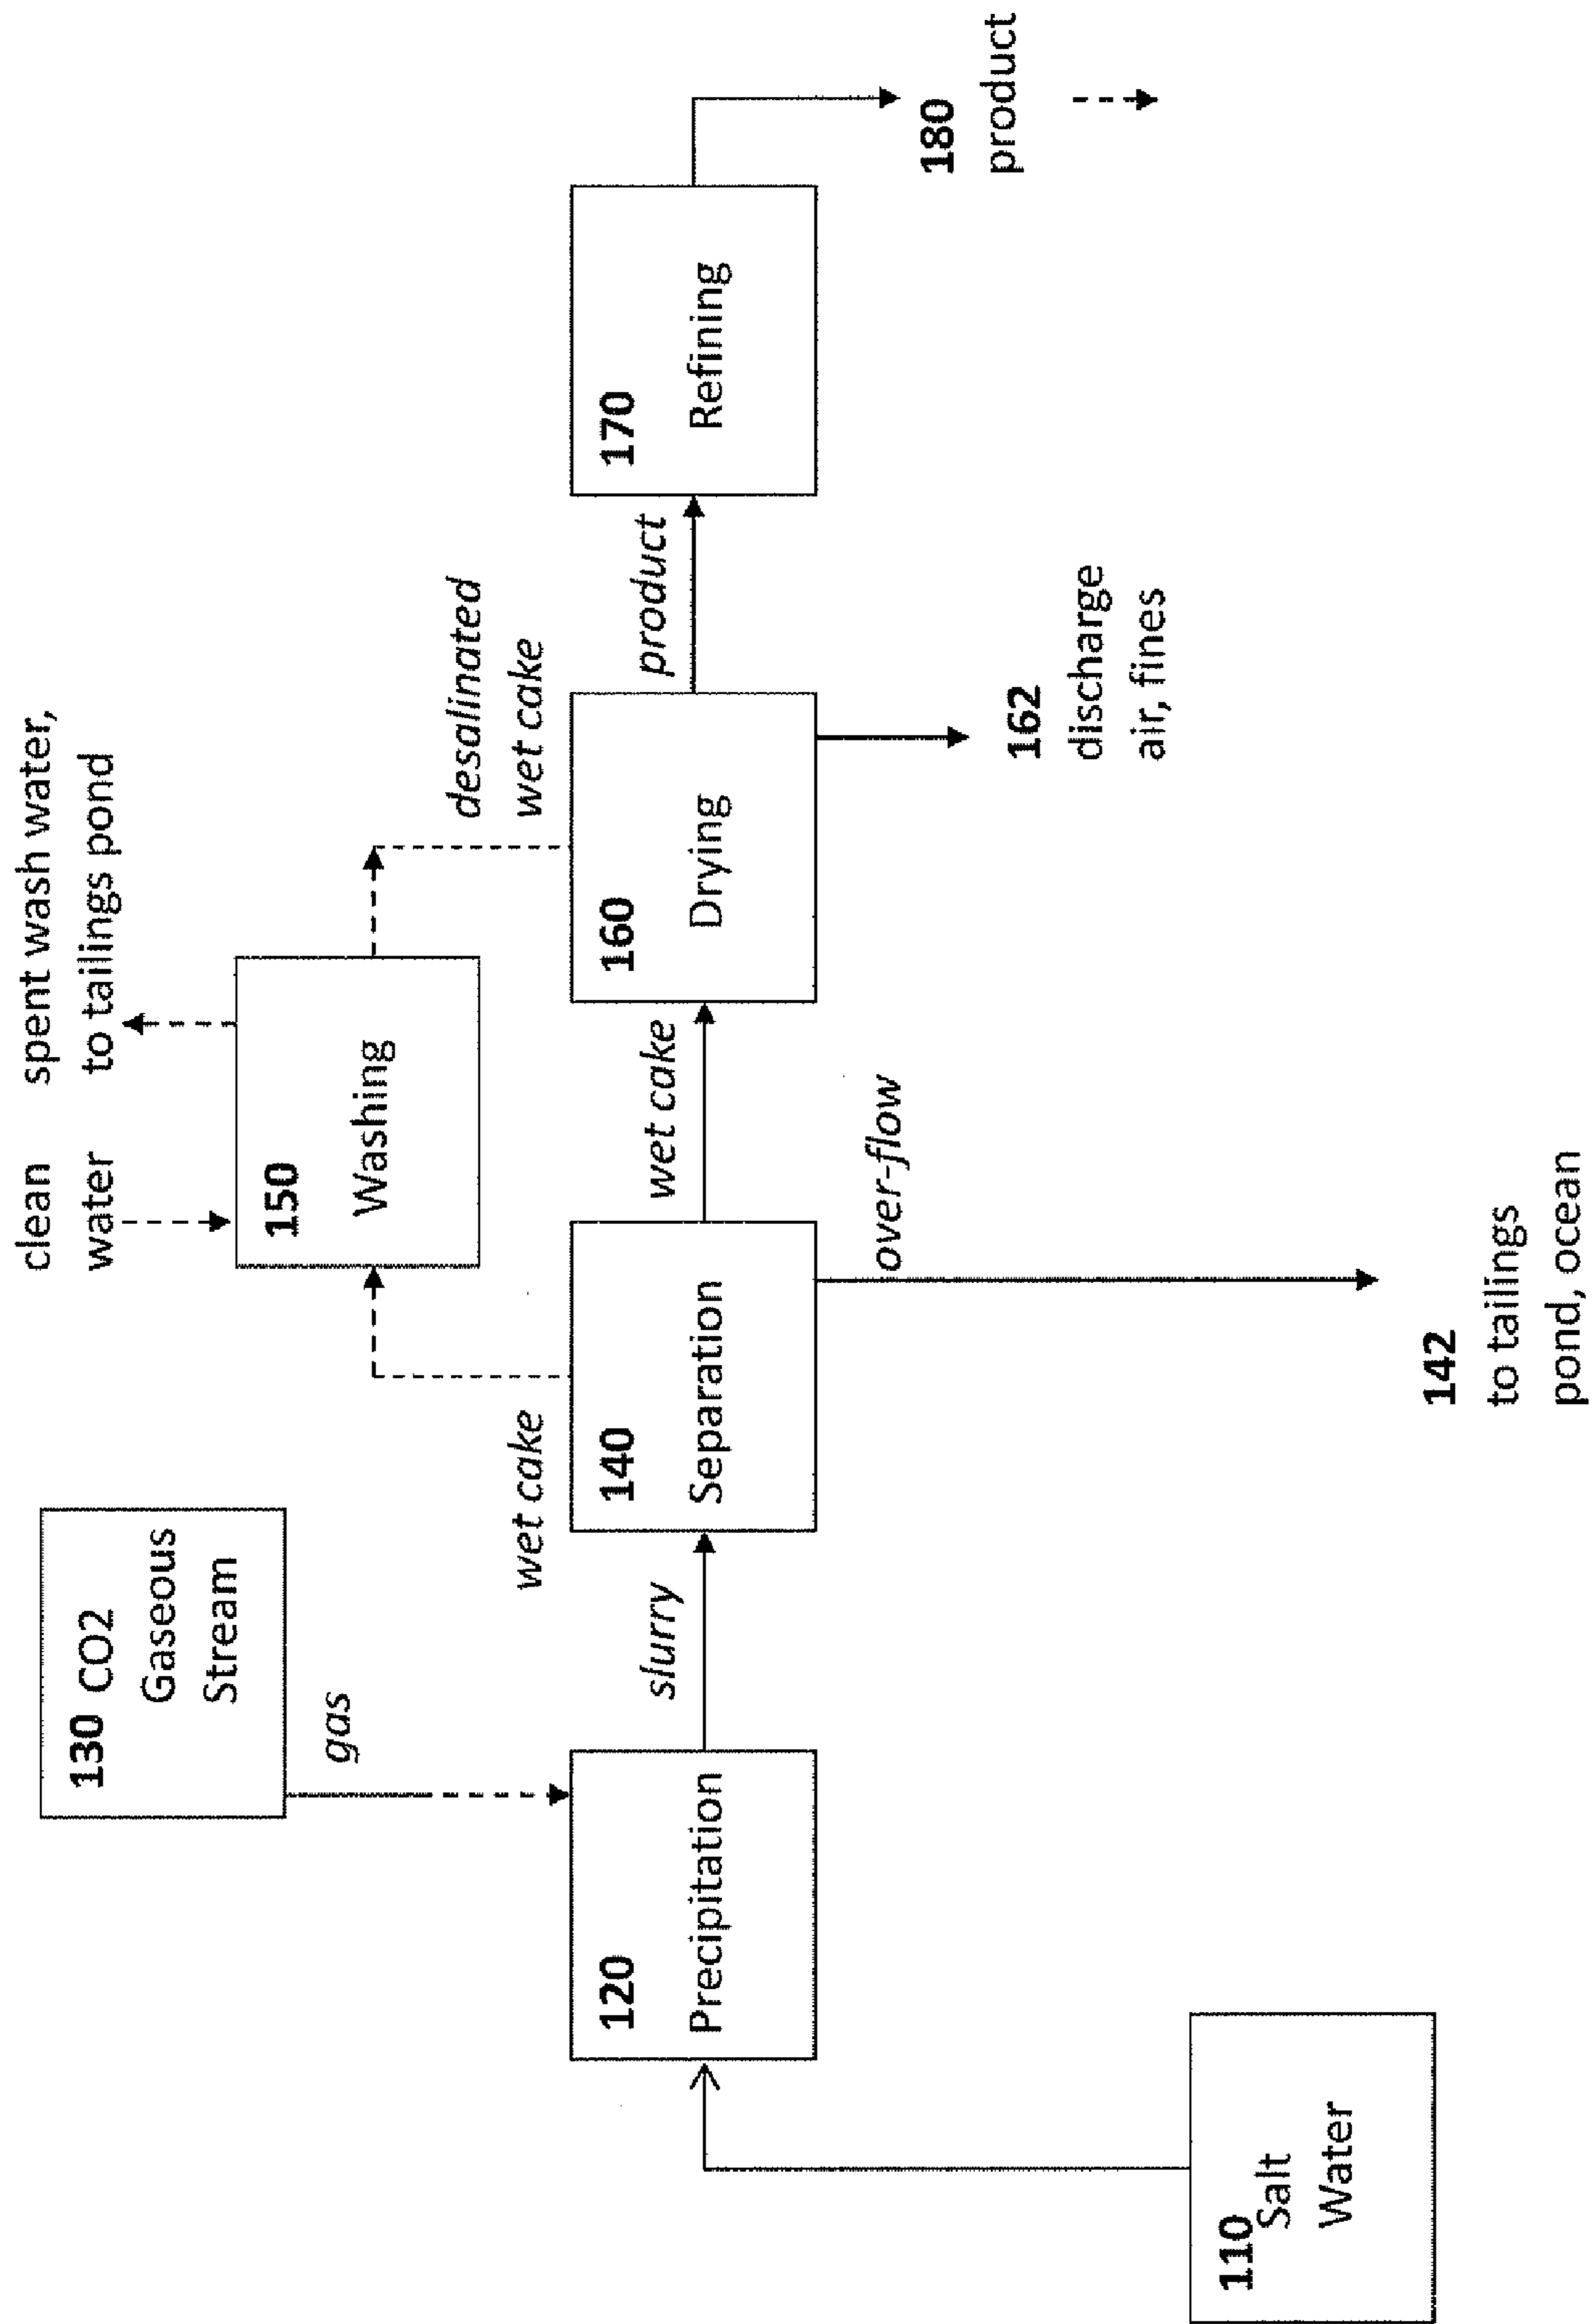 130 CO2
Gaseous
Stream
gas
clean
water
spent wash water,
to tailings pond
150
Washing
wet cake
desalinated
wet cake
110
Salt
Water
120
Precipitation
slurry
140
Separation
wet cake
160
Drying
product
170
Refining
over-flow
142
to tailings
pond, ocean
162
discharge
air, fines
180
product